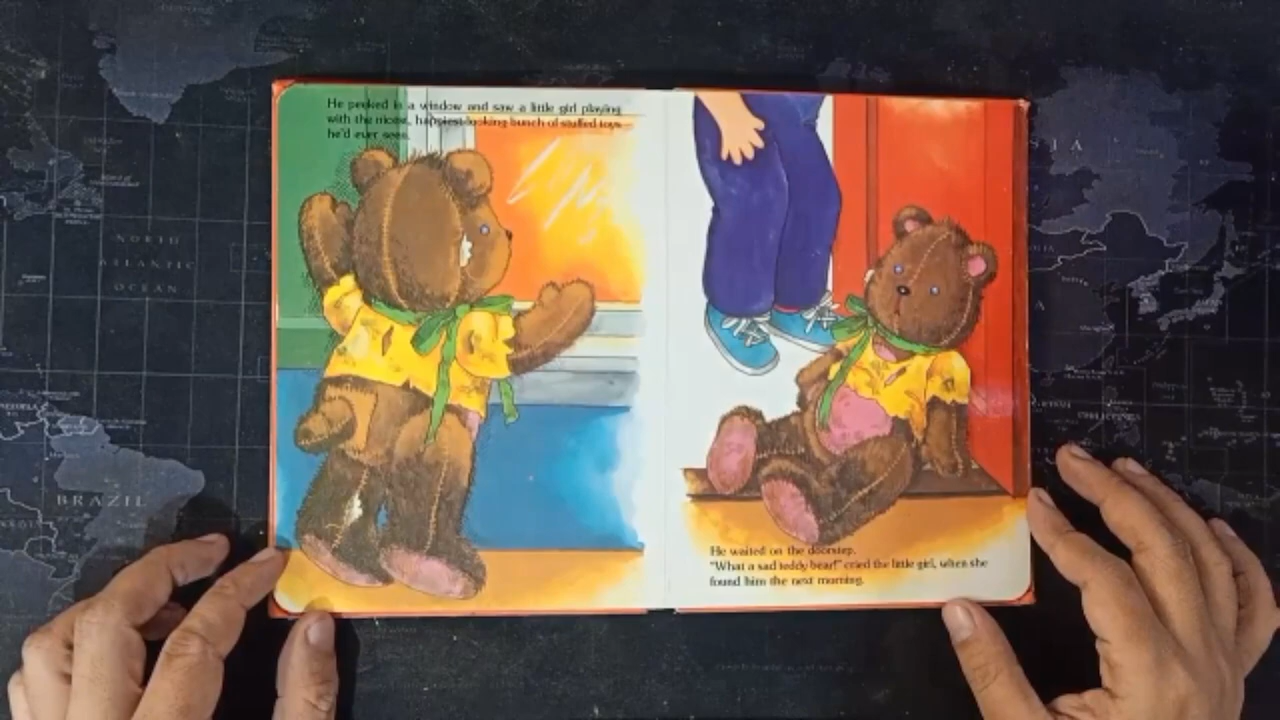 He peeked in a window and saw a little girl playing
with the nicest, happiest-looking bunch of stuffed toys
he'd ever seen.
He waited on the doorstep.
"What a sad teddy bear!" cried the little girl, when she
found him the next morning.
NORTH
ATLANTIC
OCEAN
BRAZIL